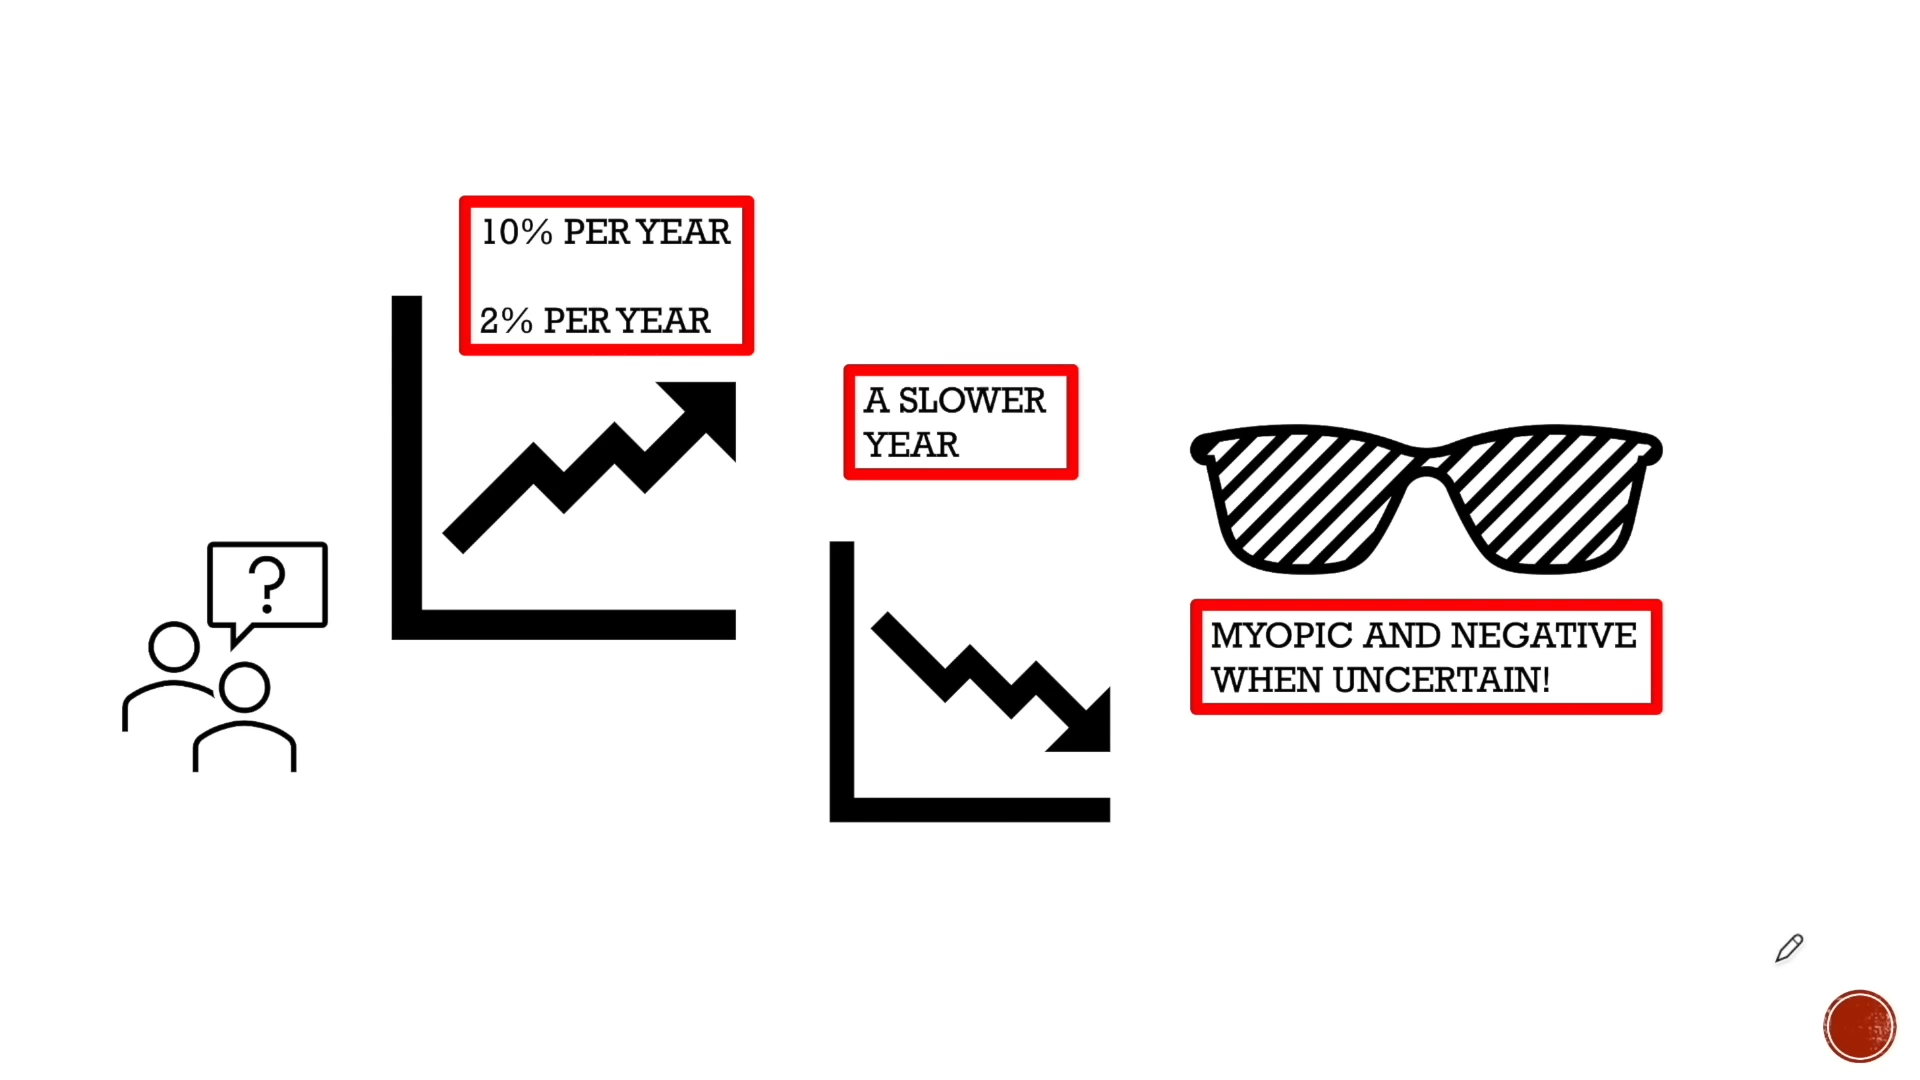 10% PER YEAR
2% PER YEAR
A SLOWER
YEAR
?
MYOPIC AND NEGATIVE
WHEN UNCERTAIN!